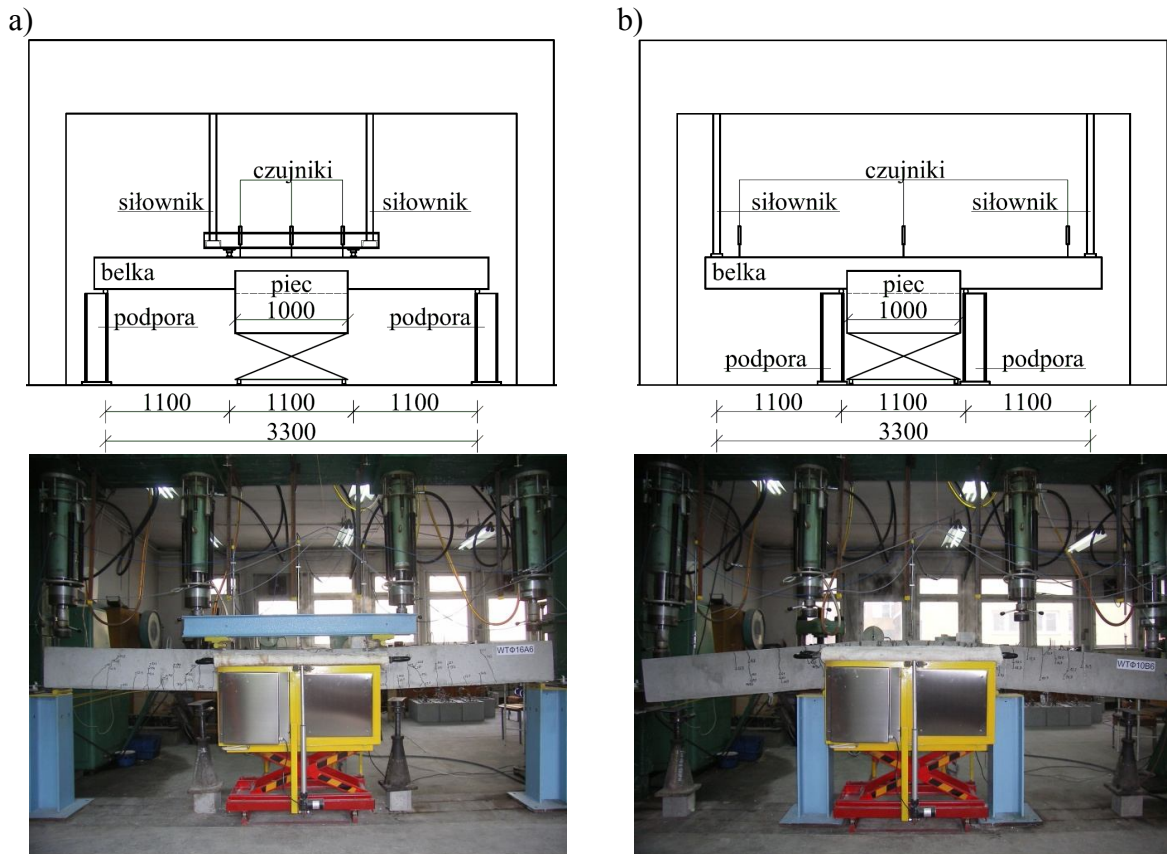 a)
czujniki
siłownik
siłownik
belka
piec
1000
podpora
podpora
1100 1100 1100
3300
WTΦ16A6
b)
czujniki
siłownik
siłownik
belka
piec
1000
podpora
podpora
1100 1100 1100
3300
WTΦ10B6